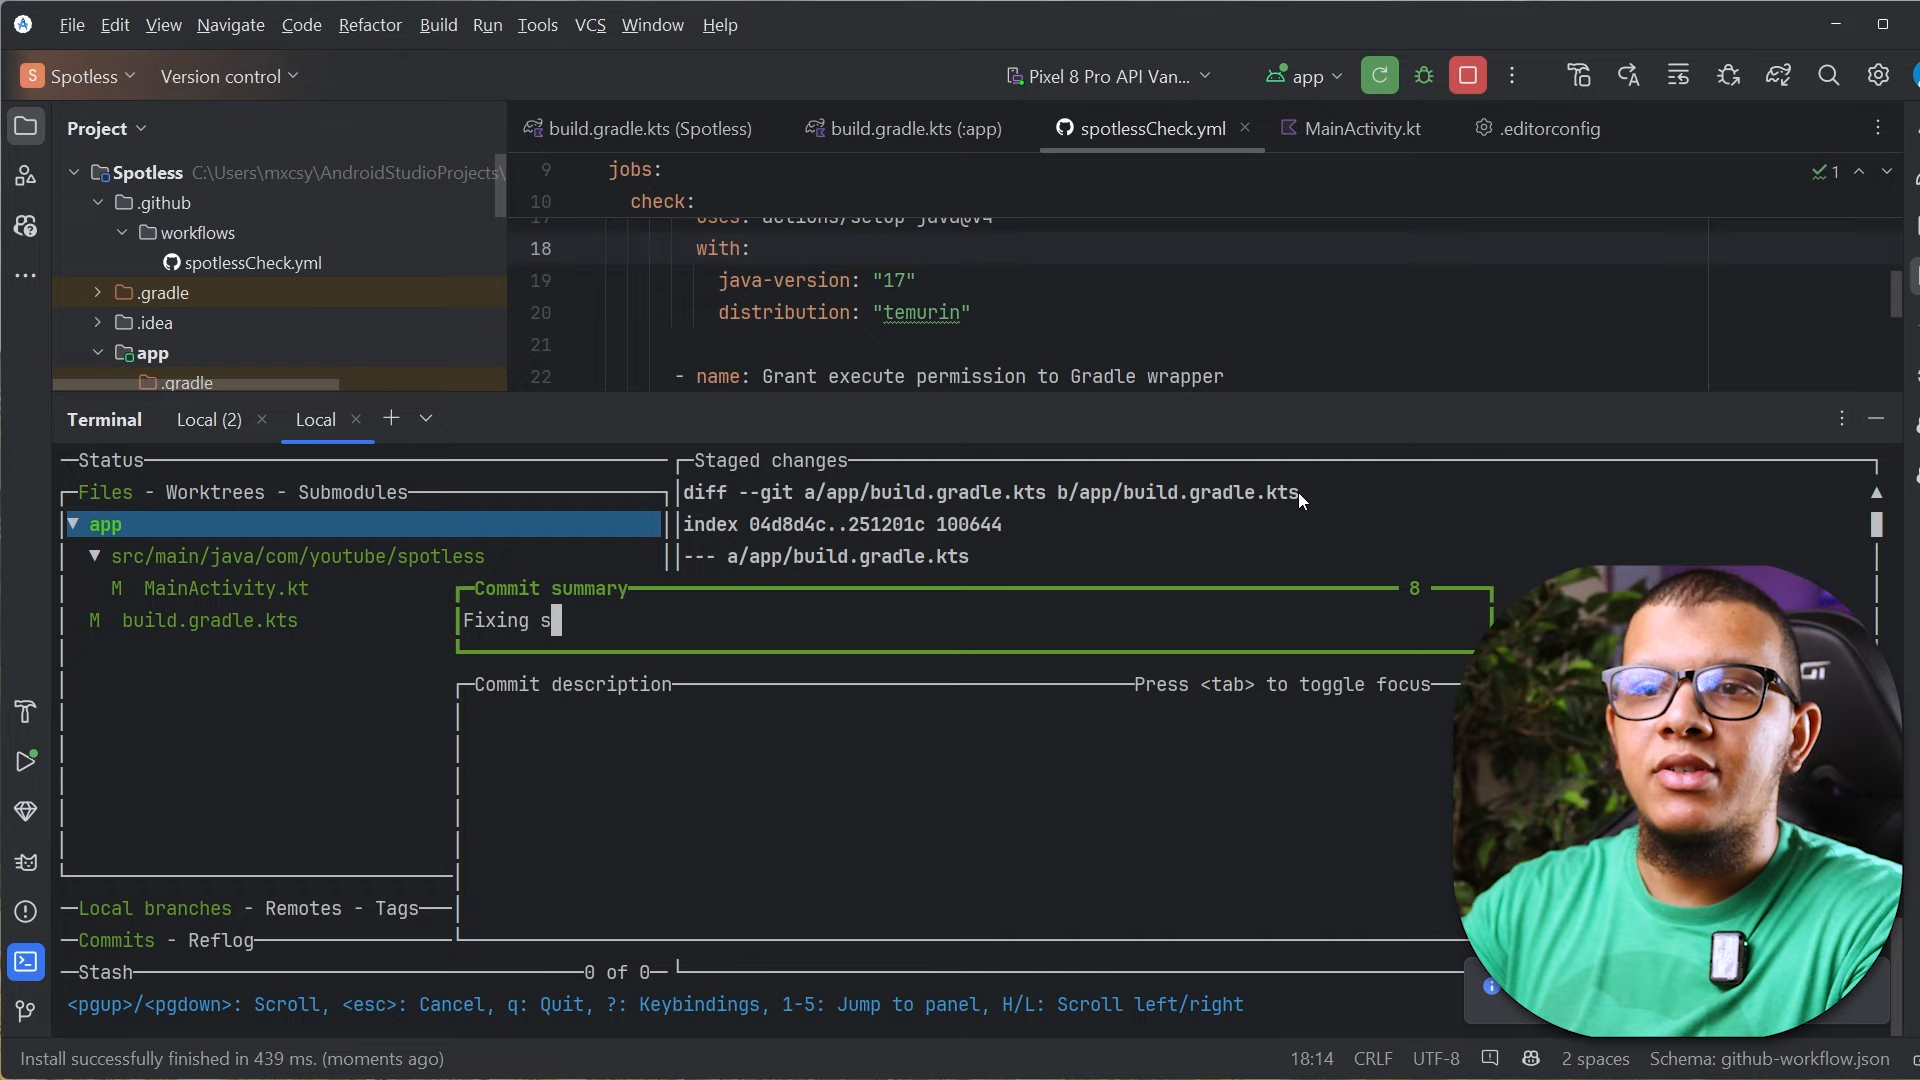 File Edit View Navigate Code Refactor Build Run Tools VCS Window Help
S Spotless Version control Pixel 8 Pro API Van... app
Project
build.gradle.kts (Spotless) build.gradle.kts (:app) spotlessCheck.yml MainActivity.kt .editorconfig
Spotless C:\Users\mxcsy\AndroidStudioProjects\
.github
workflows
spotlessCheck.yml
.gradle
.idea
app
.gradle
9 jobs:
10 check:
17 uses: actions/setup-java@v4
18 with:
19 java-version: "17"
20 distribution: "temurin"
21
22 - name: Grant execute permission to Gradle wrapper
1
Terminal Local (2) Local
Status
Files - Worktrees - Submodules
app
src/main/java/com/youtube/spotless
M MainActivity.kt
M build.gradle.kts
Staged changes
diff --git a/app/build.gradle.kts b/app/build.gradle.kts
index 04d8d4c..251201c 100644
--- a/app/build.gradle.kts
Commit summary 8
Fixing s
Commit description Press <tab> to toggle focus
Local branches - Remotes - Tags
Commits - Reflog
Stash 0 of 0
<pgup>/<pgdown>: Scroll, <esc>: Cancel, q: Quit, ?: Keybindings, 1-5: Jump to panel, H/L: Scroll left/right
Install successfully finished in 439 ms. (moments ago) 18:14 CRLF UTF-8 2 spaces Schema: github-workflow.json